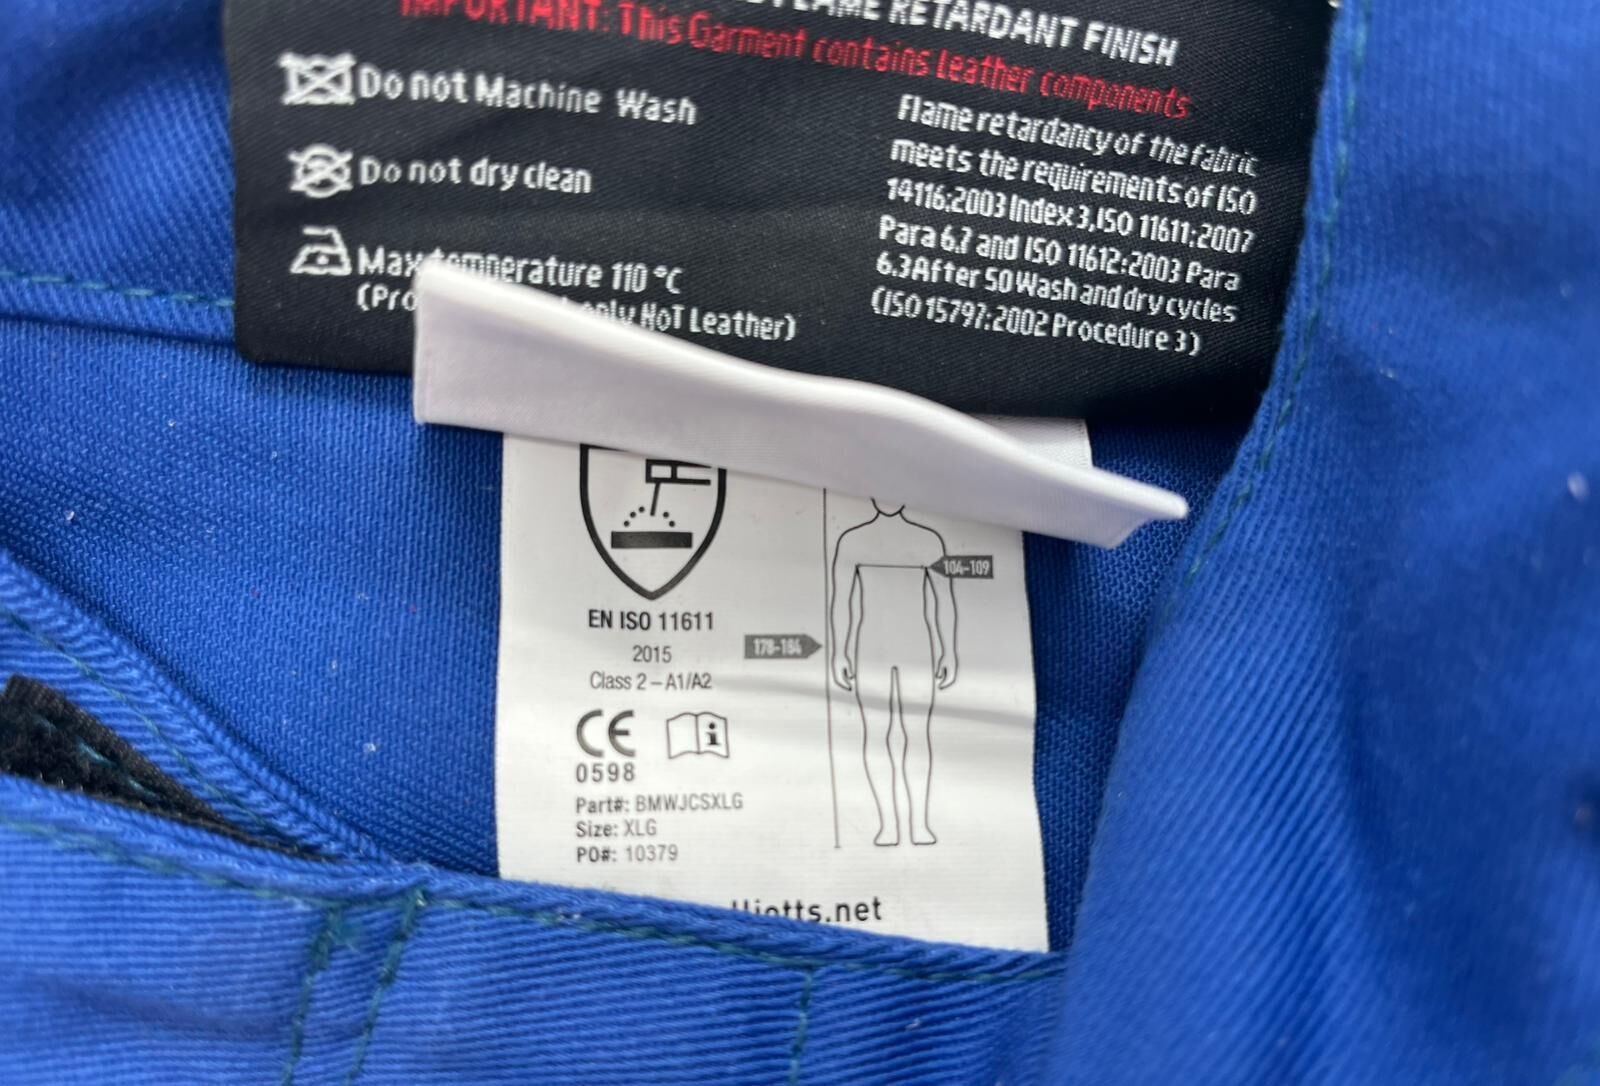 FLAME RETARDANT FINISH
IMPORTANT: This Garment contains leather components
Do not Machine Wash
Do not dry clean
Max temperature 110 °C
only NOT Leather)
Flame retardancy of the fabric
meets the requirements of ISO
14116:2003 Index 3, ISO 11611:2007
Para 6.7 and ISO 11612:2003 Para
6.3 After 50 Wash and dry cycles
(ISO 15797:2002 Procedure 3)
104-109
178-184
EN ISO 11611
2015
Class 2 – A1/A2
CE
0598
Part#: BMWJCSXLG
Size: XLG
PO#: 10379